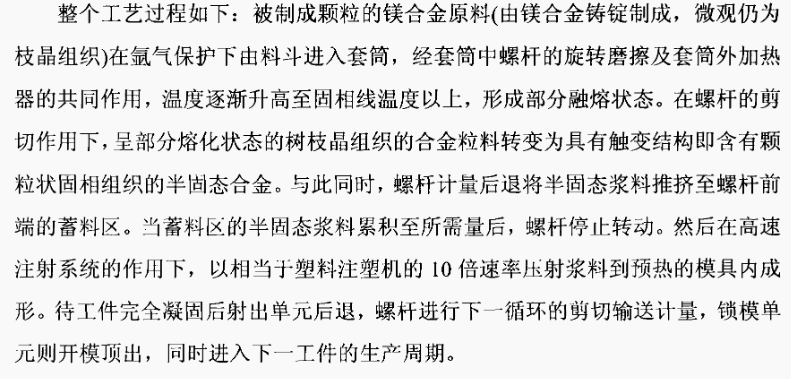 整个工艺过程如下：被制成颗粒的镁合金原料(由镁合金铸锭制成，微观仍为
枝晶组织)在氩气保护下由料斗进入套筒，经套筒中螺杆的旋转磨擦及套筒外加热
器的共同作用，温度逐渐升高至固相线温度以上，形成部分融熔状态。在螺杆的剪
切作用下，呈部分熔化状态的树枝晶组织的合金粒料转变为具有触变结构即含有颗
粒状固相组织的半固态合金。与此同时，螺杆计量后退将半固态浆料推挤至螺杆前
端的蓄料区。当蓄料区的半固态浆料累积至所需量后，螺杆停止转动。然后在高速
注射系统的作用下，以相当于塑料注塑机的 10 倍速率压射浆料到预热的模具内成
形。待工件完全凝固后射出单元后退，螺杆进行下一循环的剪切输送计量，锁模单
元则开模顶出，同时进入下一工件的生产周期。